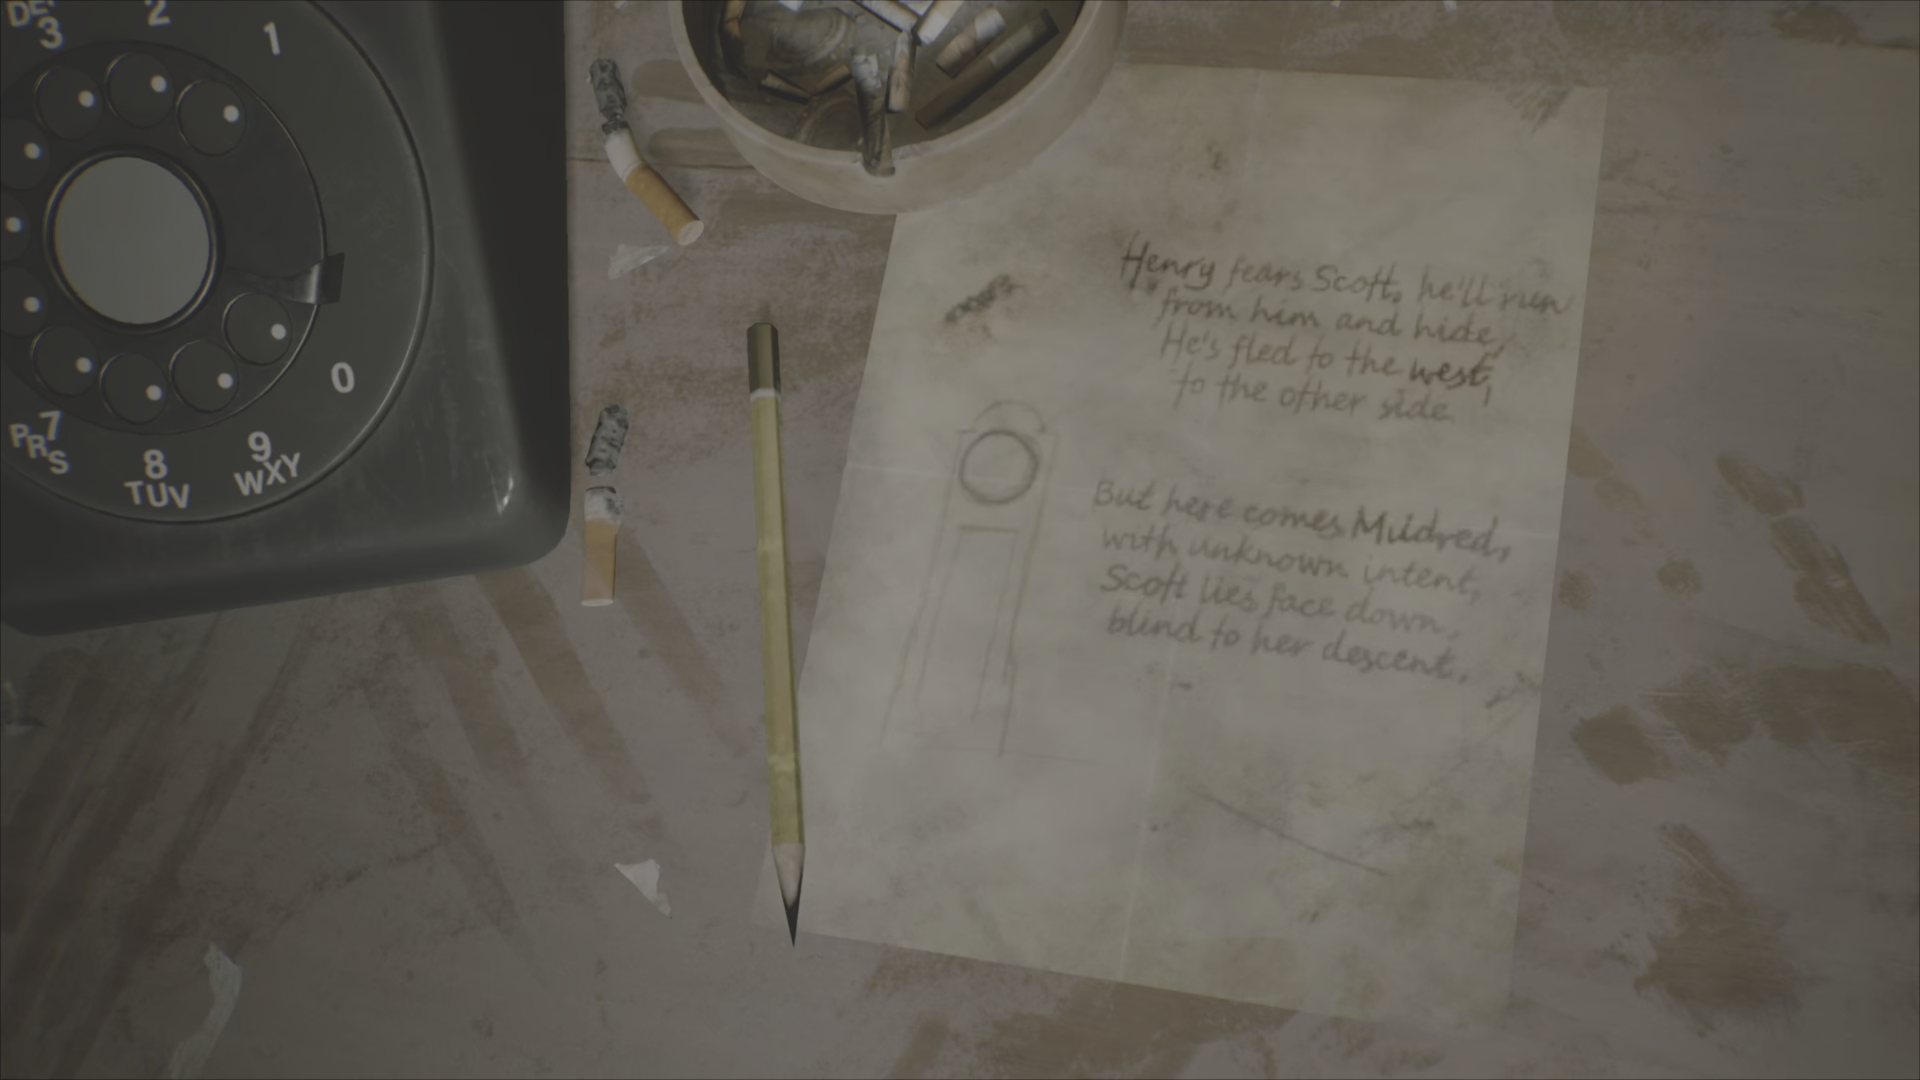 DEF
3
2
1
0
9
WXY
8
TUV
7
PRS
Henry fears Scott, he'll run
from him and hide,
He's fled to the west,
to the other side.
But here comes Mildred,
with unknown intent,
Scott lies face down,
blind to her descent.